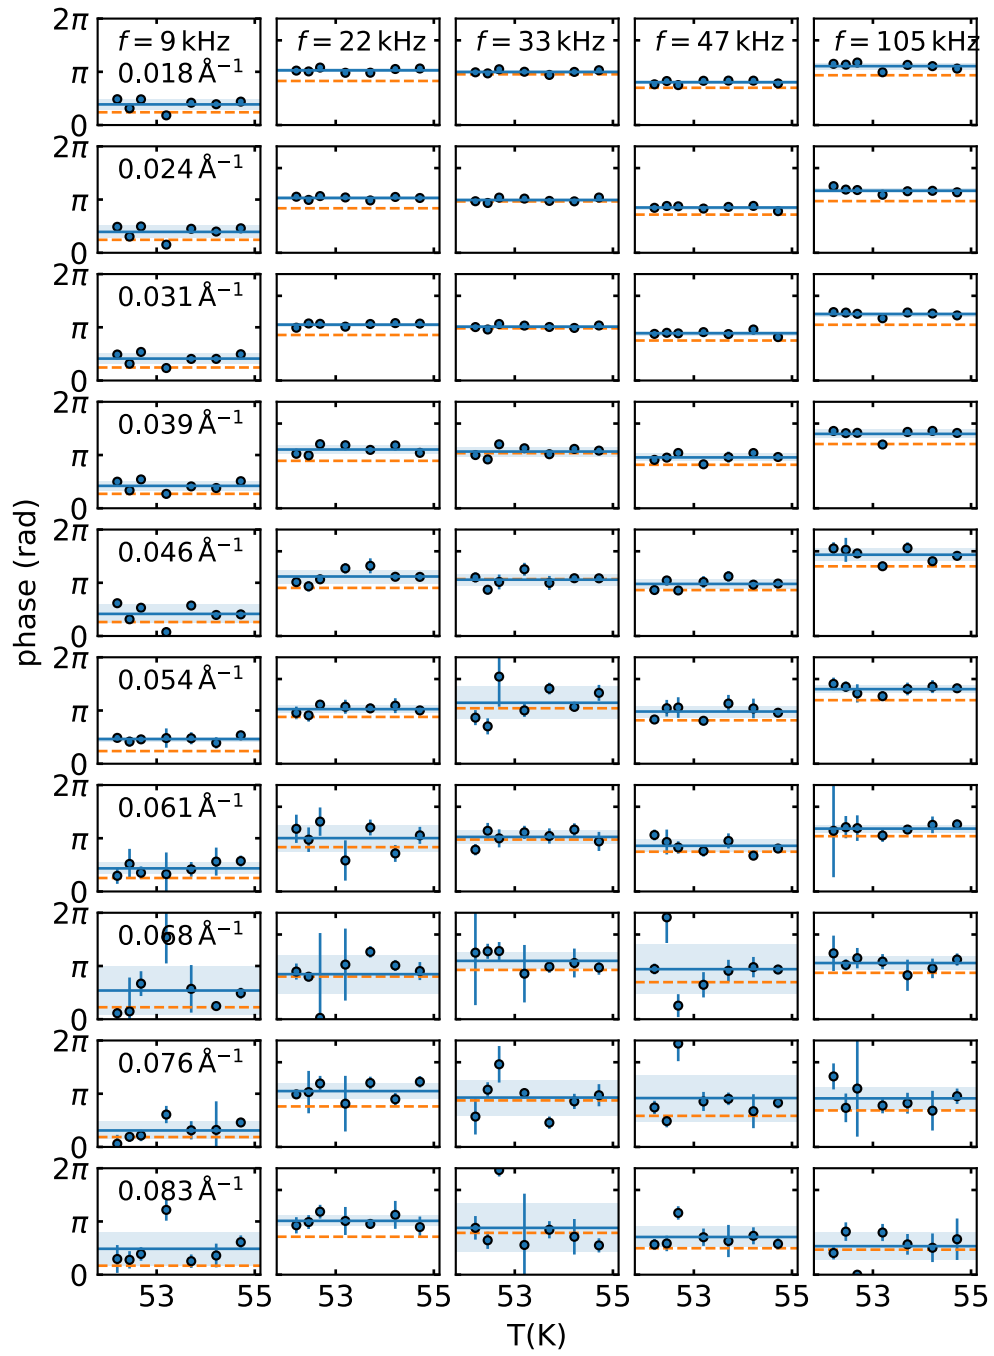 2π f = 9 kHz f = 22 kHz f = 33 kHz f = 47 kHz f = 105 kHz
π 0.018 Å⁻¹
0
2π
π 0.024 Å⁻¹
0
2π
π 0.031 Å⁻¹
0
2π
π 0.039 Å⁻¹
0
2π
π 0.046 Å⁻¹
0
2π
π 0.054 Å⁻¹
0
2π
π 0.061 Å⁻¹
0
2π
π 0.068 Å⁻¹
0
2π
π 0.076 Å⁻¹
0
2π
π 0.083 Å⁻¹
0
phase (rad)
53 55 53 55 53 55 53 55 53 55
T(K)